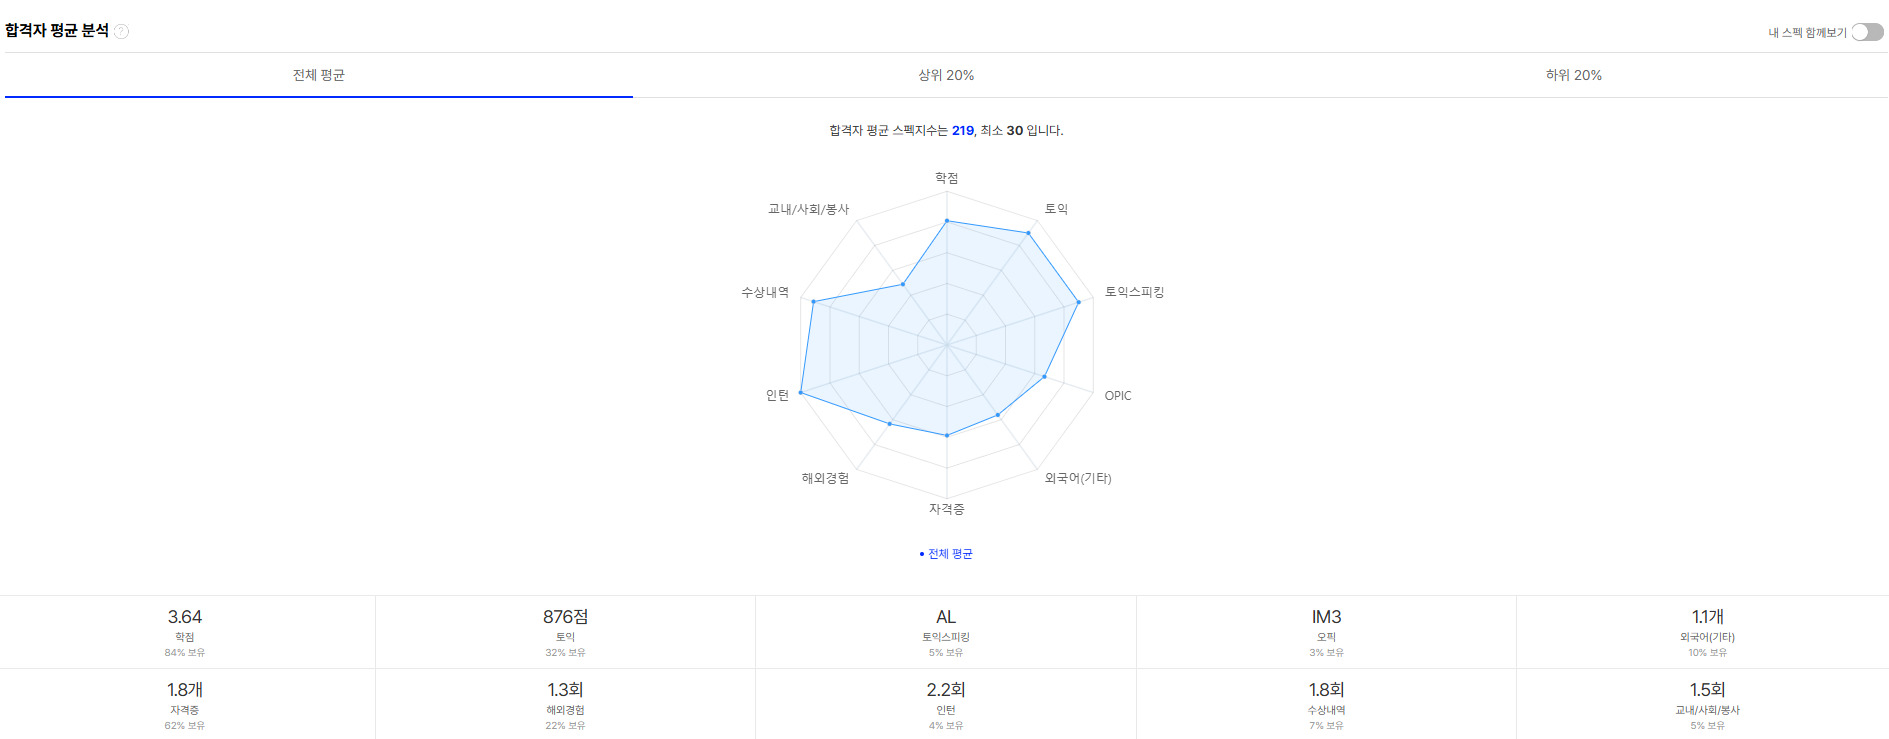 합격자 평균 분석 ?
내 스펙 함께보기
전체 평균
상위 20%
하위 20%
합격자 평균 스펙지수는 219, 최소 30 입니다.
학점
교내/사회/봉사
토익
수상내역
토익스피킹
인턴
OPIC
해외경험
외국어(기타)
자격증
전체 평균
3.64
학점
84% 보유
876점
토익
32% 보유
AL
토익스피킹
5% 보유
IM3
오픽
3% 보유
1.1개
외국어(기타)
10% 보유
1.8개
자격증
62% 보유
1.3회
해외경험
22% 보유
2.2회
인턴
4% 보유
1.8회
수상내역
7% 보유
1.5회
교내/사회/봉사
5% 보유